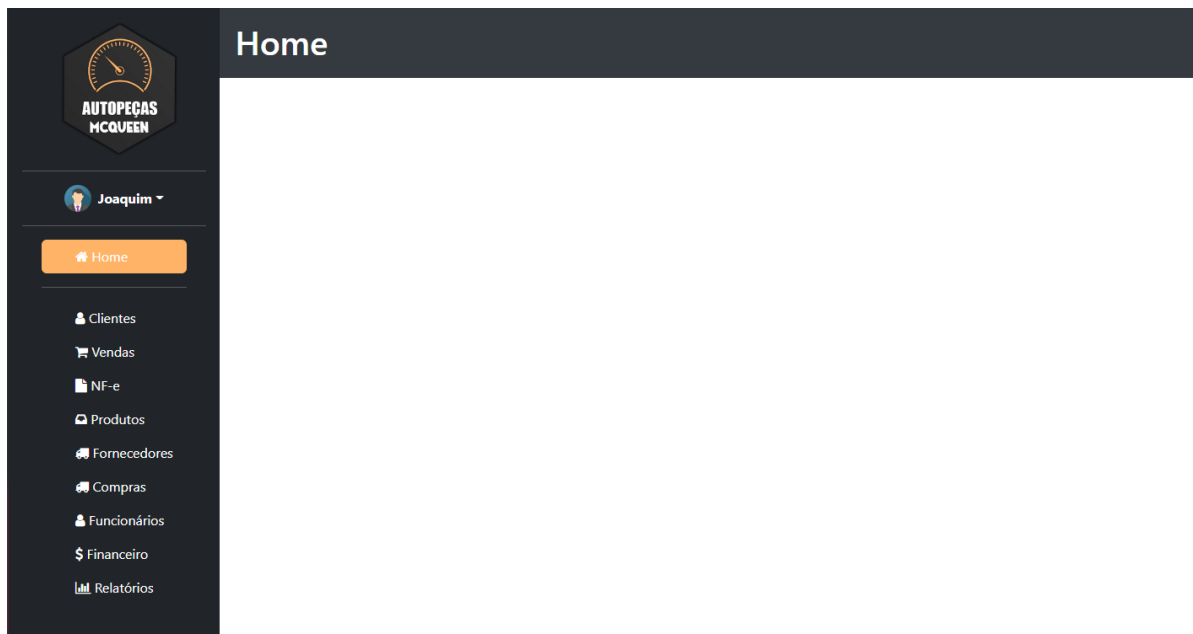 AUTOPEÇAS
MCQUEEN
Joaquim
Home
Clientes
Vendas
NF-e
Produtos
Fornecedores
Compras
Funcionários
$ Financeiro
Relatórios
Home